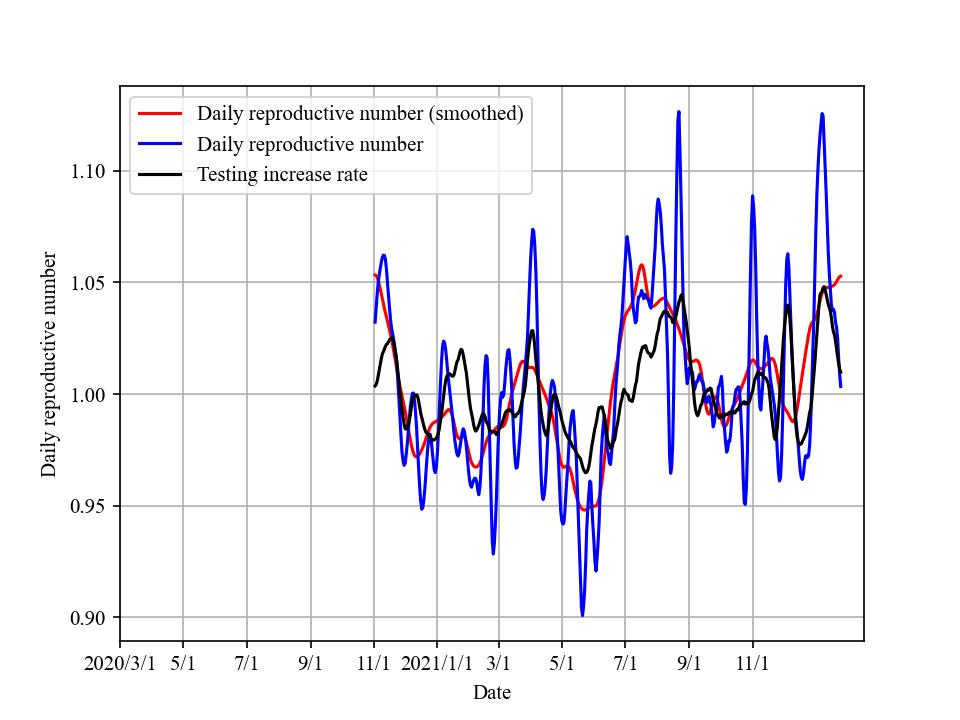 Daily reproductive number (smoothed)
Daily reproductive number
Testing increase rate
Daily reproductive number
1.10
1.05
1.00
0.95
0.90
2020/3/1 5/1 7/1 9/1 11/1 2021/1/1 3/1 5/1 7/1 9/1 11/1
Date